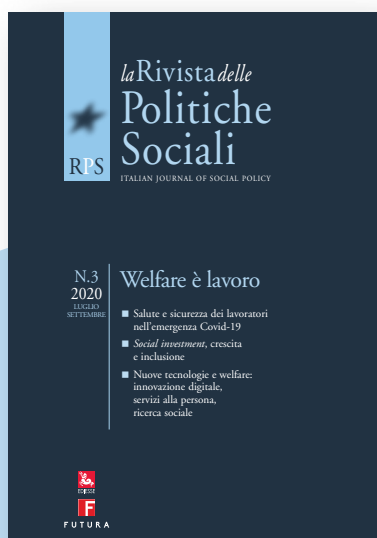 la Rivista delle
Politiche
Sociali
RPS
ITALIAN JOURNAL OF SOCIAL POLICY
N.3
2020
LUGLIO
SETTEMBRE
Welfare è lavoro
■ Salute e sicurezza dei lavoratori
nell'emergenza Covid-19
■ Social investment, crescita
e inclusione
■ Nuove tecnologie e welfare:
innovazione digitale,
servizi alla persona,
ricerca sociale
EDIESSE
F
FUTURA